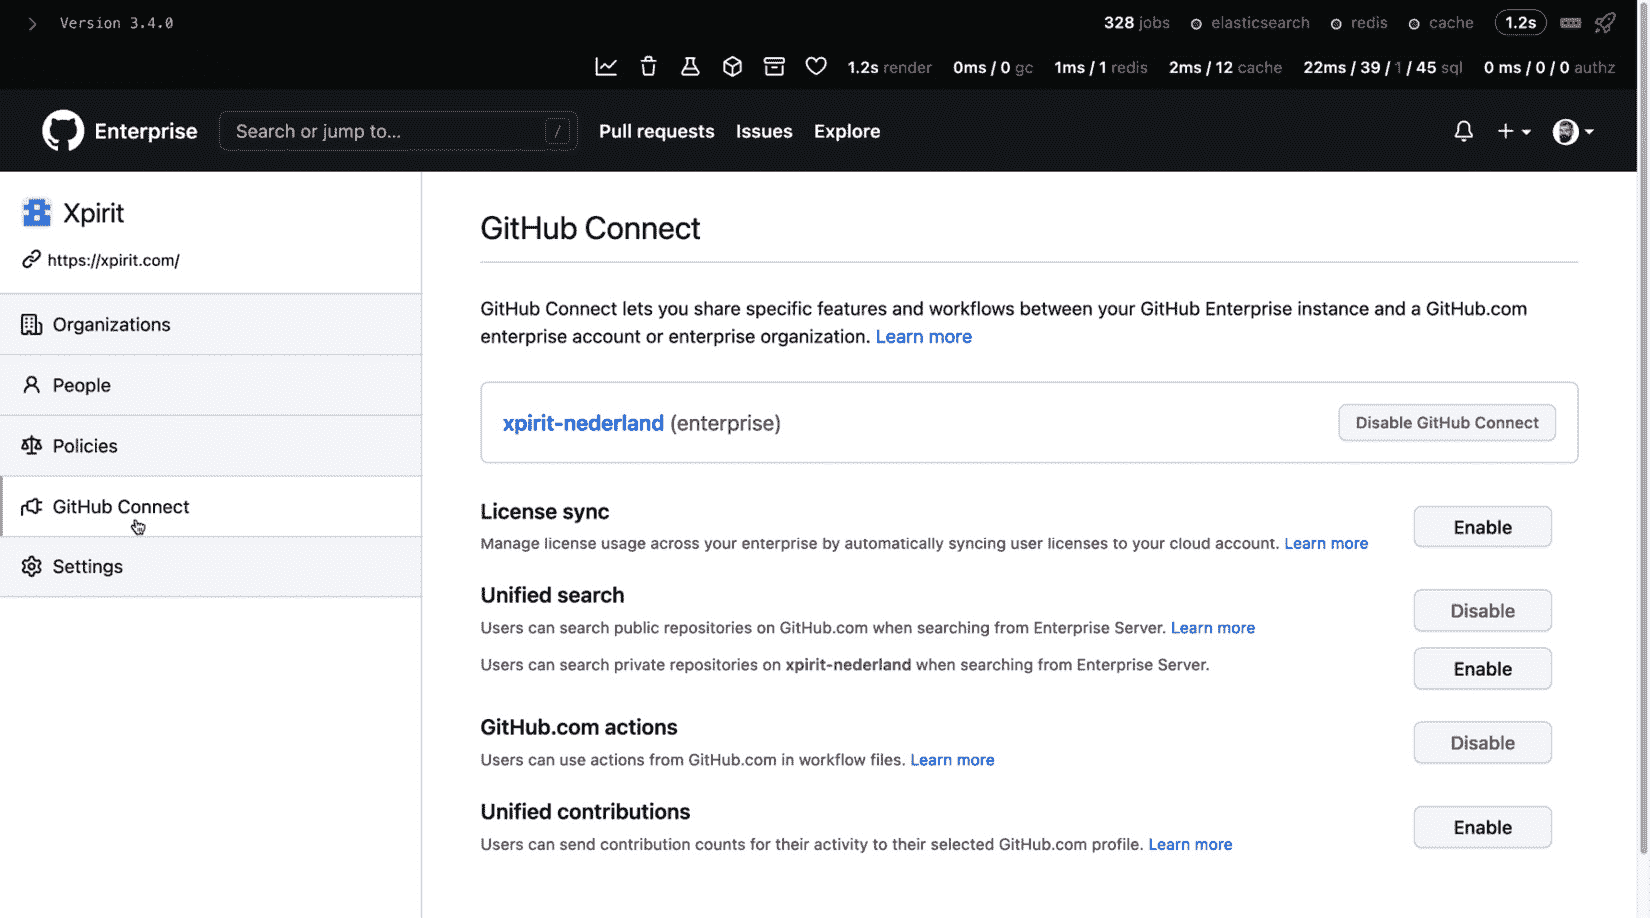 Version 3.4.0
328 jobs elasticsearch redis cache 1.2s
1.2s render 0ms / 0 gc 1ms / 1 redis 2ms / 12 cache 22ms / 39 / 1 / 45 sql 0 ms / 0 / 0 authz
Enterprise Search or jump to... / Pull requests Issues Explore
Xpirit
https://xpirit.com/
Organizations
People
Policies
GitHub Connect
Settings
GitHub Connect
GitHub Connect lets you share specific features and workflows between your GitHub Enterprise instance and a GitHub.com
enterprise account or enterprise organization. Learn more
xpirit-nederland (enterprise) Disable GitHub Connect
License sync
Manage license usage across your enterprise by automatically syncing user licenses to your cloud account. Learn more
Enable
Unified search
Users can search public repositories on GitHub.com when searching from Enterprise Server. Learn more
Disable
Users can search private repositories on xpirit-nederland when searching from Enterprise Server.
Enable
GitHub.com actions
Users can use actions from GitHub.com in workflow files. Learn more
Disable
Unified contributions
Users can send contribution counts for their activity to their selected GitHub.com profile. Learn more
Enable